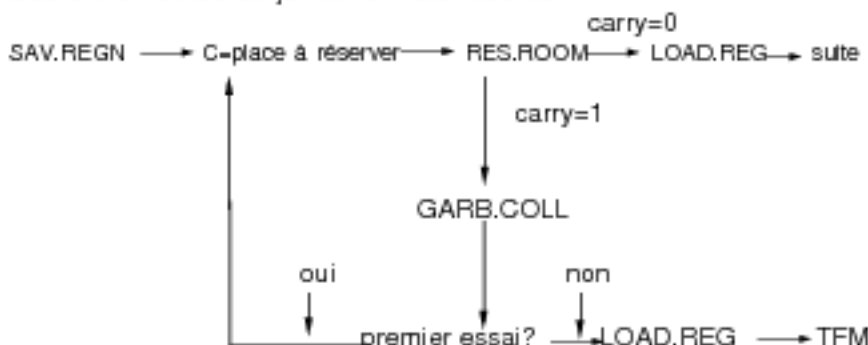 carry=0
SAV.REGN C=place à réserver RES.ROOM LOAD.REG suite
carry=1
GARB.COLL
oui non
premier essai? LOAD.REG TFM